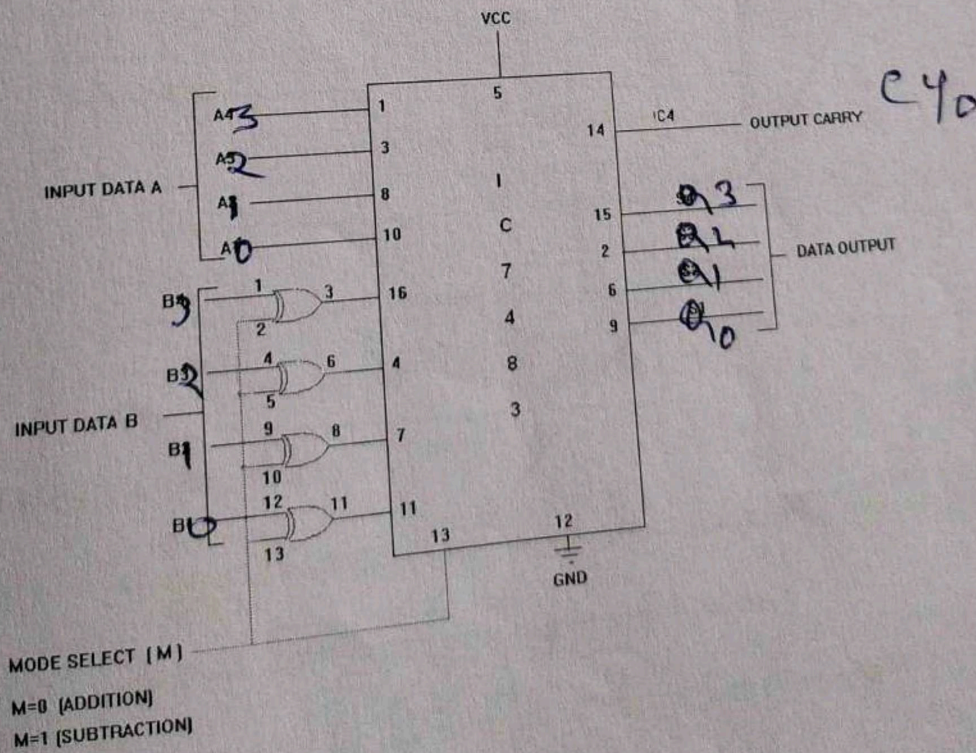 VCC
5
CY0
A3 1
14 C4 OUTPUT CARRY
A2 3
INPUT DATA A
I
A1 8
15 Q3
C
A0 10
2 Q2 DATA OUTPUT
7
6 Q1
B3 1 3 16
2
4
9 Q0
B2 4 6 4
5
8
INPUT DATA B
3
B1 9 8 7
10
B0 12 11 11
13
13 12
GND
MODE SELECT [M]
M=0 [ADDITION]
M=1 [SUBTRACTION]